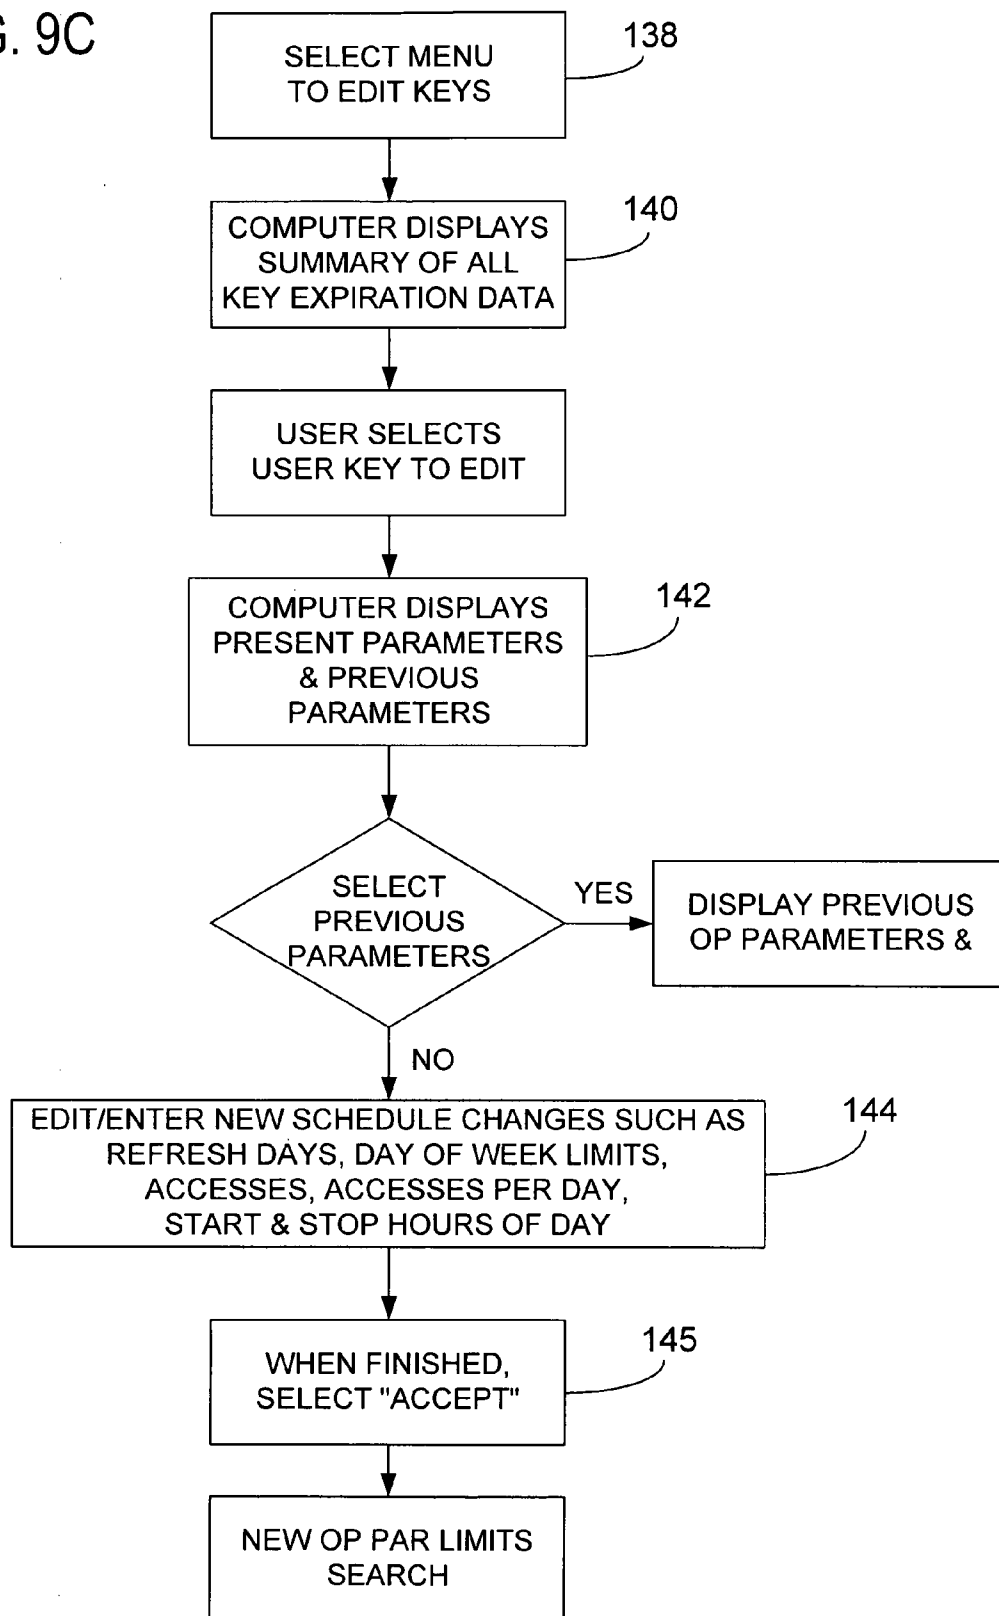 G. 9C
SELECT MENU
TO EDIT KEYS
138
COMPUTER DISPLAYS
SUMMARY OF ALL
KEY EXPIRATION DATA
140
USER SELECTS
USER KEY TO EDIT
COMPUTER DISPLAYS
PRESENT PARAMETERS
& PREVIOUS
PARAMETERS
142
SELECT
PREVIOUS
PARAMETERS
YES
DISPLAY PREVIOUS
OP PARAMETERS &
NO
EDIT/ENTER NEW SCHEDULE CHANGES SUCH AS
REFRESH DAYS, DAY OF WEEK LIMITS,
ACCESSES, ACCESSES PER DAY,
START & STOP HOURS OF DAY
144
WHEN FINISHED,
SELECT "ACCEPT"
145
NEW OP PAR LIMITS
SEARCH